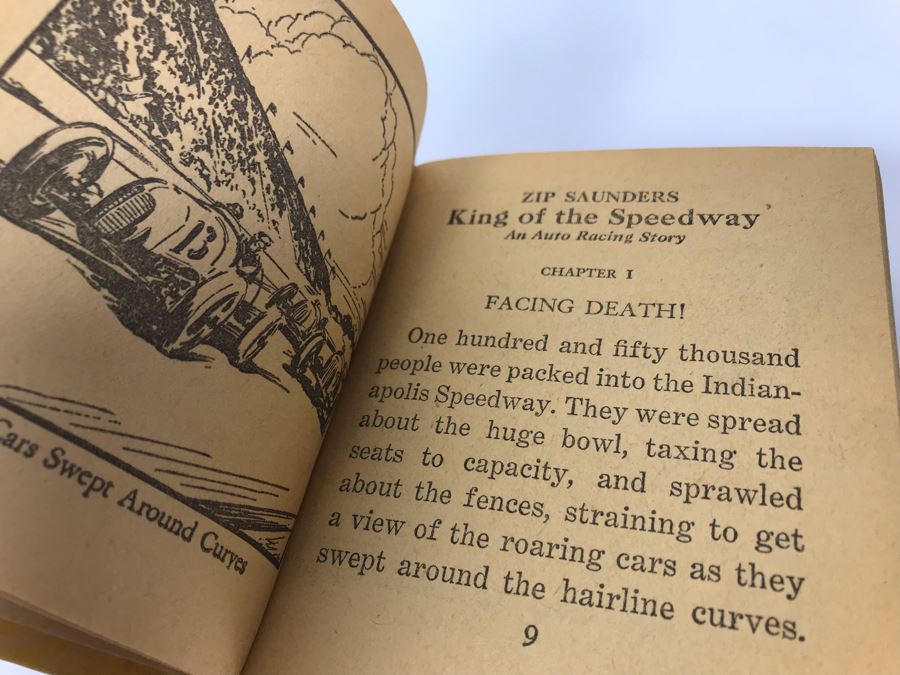 13
Cars Swept Around Curves
ZIP SAUNDERS
King of the Speedway
An Auto Racing Story
CHAPTER I
FACING DEATH!
One hundred and fifty thousand
people were packed into the Indian-
apolis Speedway. They were spread
about the huge bowl, taxing the
seats to capacity, and sprawled
about the fences, straining to get
a view of the roaring cars as they
swept around the hairline curves.
9